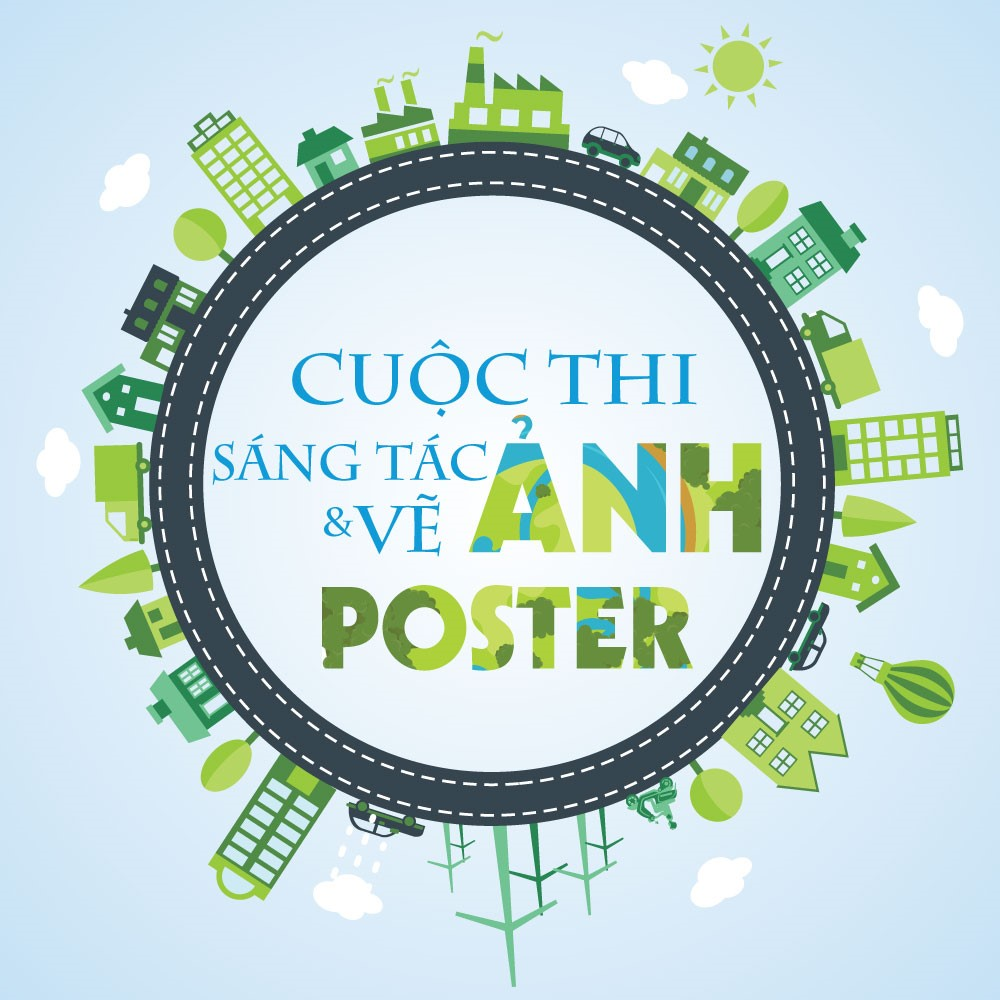 CUỘC THI
SÁNG TÁC ẢNH
&VẼ
POSTER